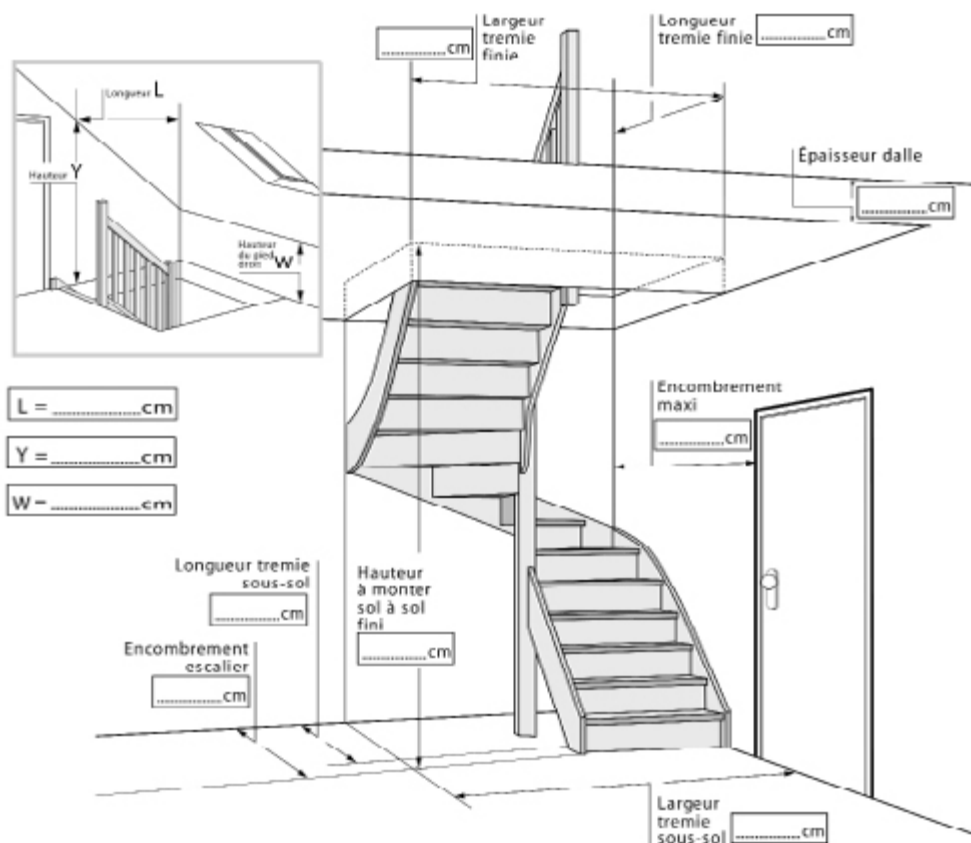 Largeur
tremie
finie
............cm
Longueur
tremie finie ............cm
Longueur L
Hauteur Y
Hauteur
du pied
droit W
Épaisseur dalle
............cm
L = ................cm
Y = ................cm
W = ................cm
Encombrement
maxi
............cm
Longueur tremie
sous-sol
............cm
Hauteur
à monter
sol à sol
fini
............cm
Encombrement
escalier
............cm
Largeur
tremie
sous-sol ............cm